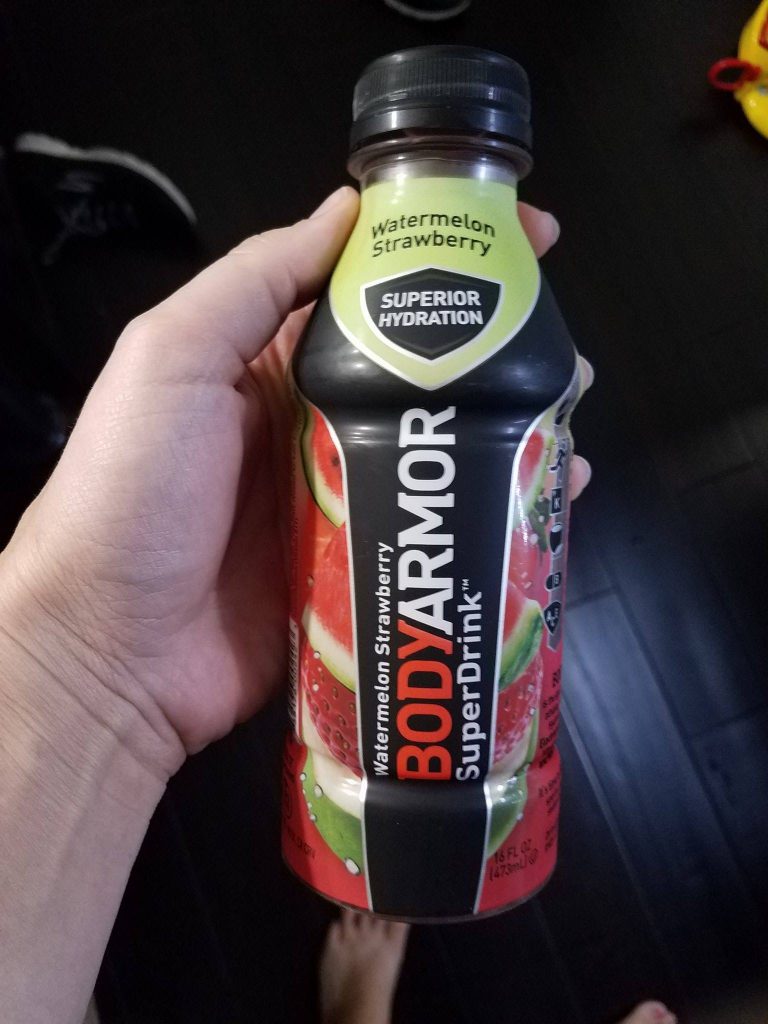 Watermelon
Strawberry
SUPERIOR
HYDRATION
Watermelon Strawberry
BODYARMOR
SuperDrink™
16 FL OZ
(473mL)